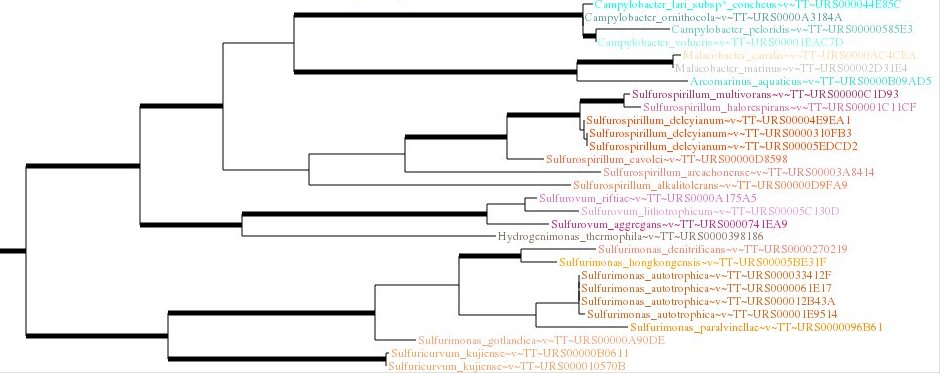 Campylobacter_lari_subsp*_concheus~v~TT~URS000044E85C
Campylobacter_ornithocola~v~TT~URS0000A3184A
Campylobacter_peloridis~v~TT~URS00000585E3
Campylobacter_volucris~v~TT~URS00001EAC7D
Malacobacter_canalis~v~TT~URS0000AC4CEA
Malacobacter_marinus~v~TT~URS00002D31E4
Arcomarinus_aquaticus~v~TT~URS0000B09AD5
Sulfurospirillum_multivorans~v~TT~URS00000C1D93
Sulfurospirillum_halorespirans~v~TT~URS00001C11CF
Sulfurospirillum_deleyianum~v~TT~URS00004E9EA1
Sulfurospirillum_deleyianum~v~TT~URS0000310FB3
Sulfurospirillum_deleyianum~v~TT~URS00005EDCD2
Sulfurospirillum_cavolei~v~TT~URS00000D8598
Sulfurospirillum_arcachonense~v~TT~URS00003A8414
Sulfurospirillum_alkalitolerans~v~TT~URS00000D9FA9
Sulfurovum_riftiae~v~TT~URS0000A175A5
Sulfurovum_lithotrophicum~v~TT~URS00005C130D
Sulfurovum_aggregans~v~TT~URS0000741EA9
Hydrogenimonas_thermophila~v~TT~URS0000398186
Sulfurimonas_denitrificans~v~TT~URS0000270219
Sulfurimonas_hongkongensis~v~TT~URS00005BE31F
Sulfurimonas_autotrophica~v~TT~URS000033412F
Sulfurimonas_autotrophica~v~TT~URS0000061E17
Sulfurimonas_autotrophica~v~TT~URS000012B43A
Sulfurimonas_autotrophica~v~TT~URS00001E9514
Sulfurimonas_paralvinellae~v~TT~URS0000096B61
Sulfurimonas_gotlandica~v~TT~URS00000A90DE
Sulfuricurvum_kujiense~v~TT~URS00000B0611
Sulfuricurvum_kujiense~v~TT~URS000010570B